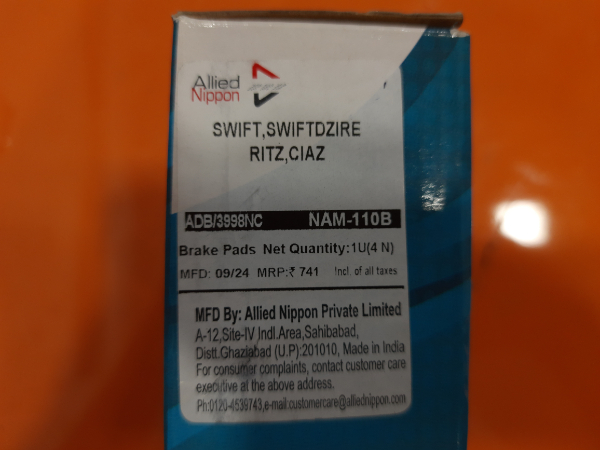 Allied
Nippon
SWIFT,SWIFTDZIRE
RITZ,CIAZ
ADB/3998NC NAM-110B
Brake Pads Net Quantity:1U(4 N)
MFD: 09/24 MRP:₹ 741 Incl. of all taxes
MFD By: Allied Nippon Private Limited
A-12,Site-IV Indl.Area,Sahibabad,
Distt.Ghaziabad (U.P):201010, Made in India
For consumer complaints, contact customer care
executive at the above address.
Ph:0120-4539743,e-mail:customercare@alliednippon.com